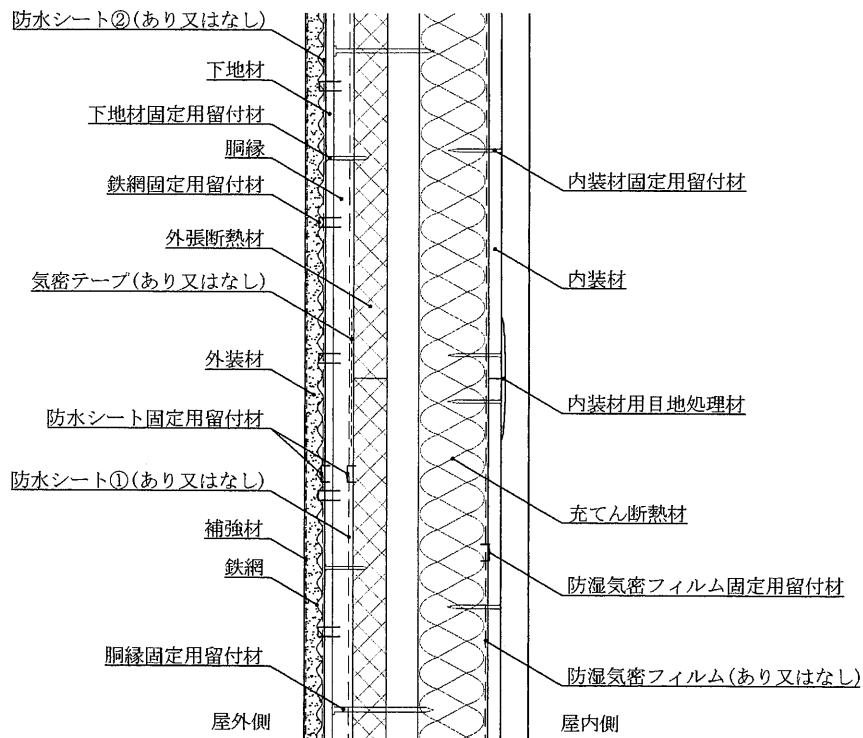 防水シート②(あり又はなし)
下地材
下地材固定用留付材
胴縁
鉄網固定用留付材
外張断熱材
気密テープ(あり又はなし)
外装材
防水シート固定用留付材
防水シート①(あり又はなし)
補強材
鉄網
胴縁固定用留付材
屋外側
内装材固定用留付材
内装材
内装材用目地処理材
充てん断熱材
防湿気密フィルム固定用留付材
防湿気密フィルム(あり又はなし)
屋内側